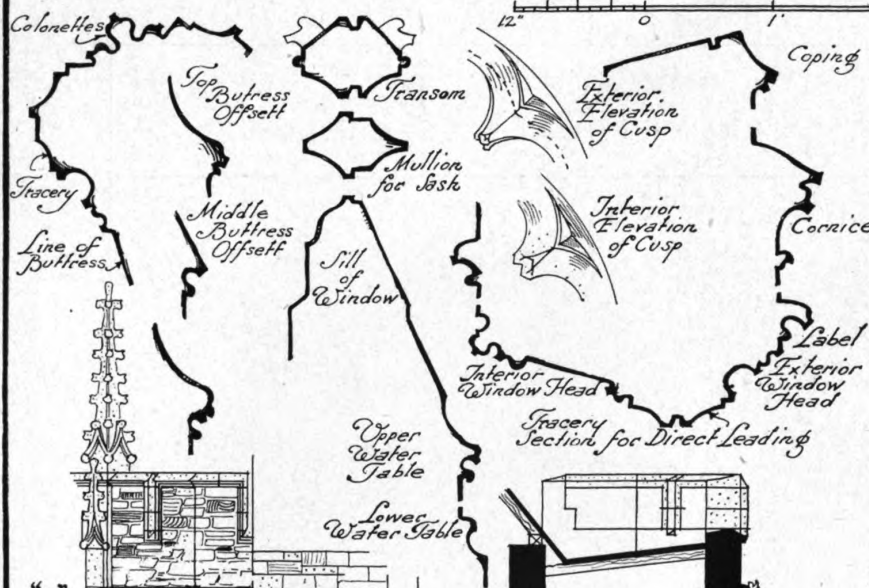 12" 0 1'
Colonettes
Top
Buttress
Offsett
Transom
Exterior
Elevation
of Cusp
Coping
Tracery
Mullion
for Sash
Middle
Buttress
Offsett
Interior
Elevation
of Cusp
Cornice
Line of
Buttress
Sill
of
Window
Label
Exterior
Window
Head
Interior
Window Head
Tracery
Section for Direct Leading
Upper
Water
Table
Lower
Water Table